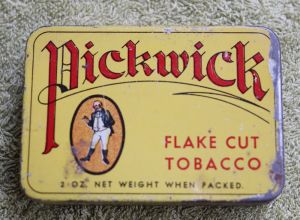 Pickwick
FLAKE CUT
TOBACCO
2 OZ. NET WEIGHT WHEN PACKED.